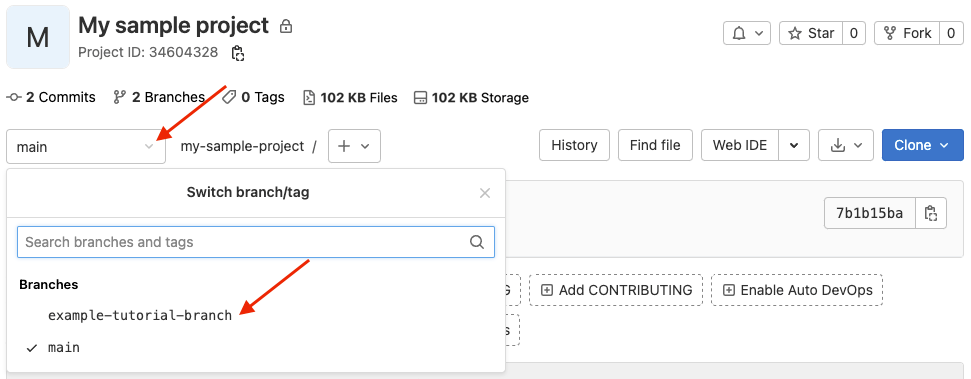 M
My sample project
Project ID: 34604328
Star 0
Fork 0
2 Commits 2 Branches 0 Tags 102 KB Files 102 KB Storage
main my-sample-project / + History Find file Web IDE Clone
Switch branch/tag
7b1b15ba
Search branches and tags
Branches
G Add CONTRIBUTING Enable Auto DevOps
example-tutorial-branch
s
main